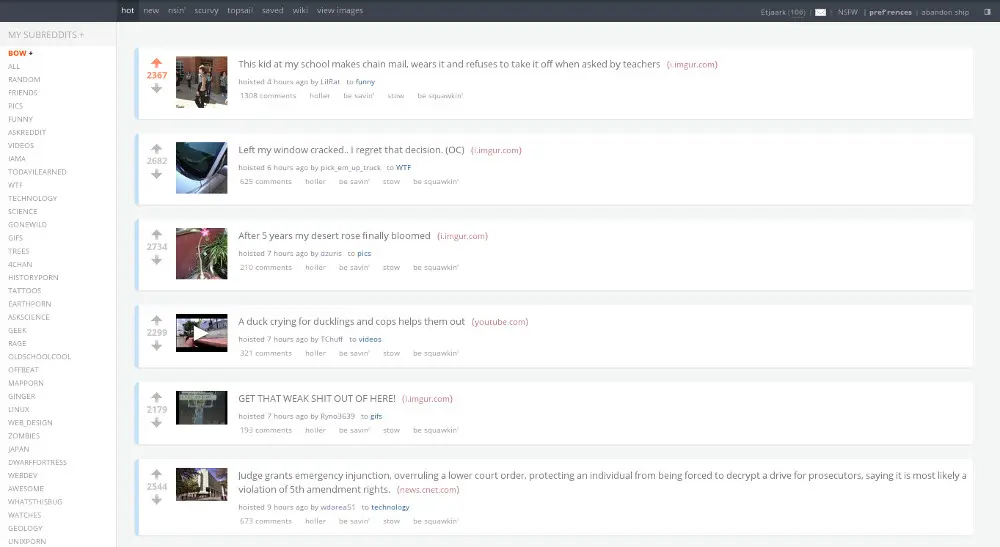 hot new nsin' scurvy topsail saved wiki view images
Etjaark (106) | | NSFW | pref'rences | abandon ship
MY SUBREDDITS +
BOW +
ALL
RANDOM
FRIENDS
PICS
FUNNY
ASKREDDIT
VIDEOS
IAMA
TODAYILEARNED
WTF
TECHNOLOGY
SCIENCE
GONEWILD
GIFS
TREES
4CHAN
HISTORYPORN
TATTOOS
EARTHPORN
ASKSCIENCE
GEEK
RAGE
OLDSCHOOLCOOL
OFFBEAT
MAPPORN
GINGER
LINUX
WEB_DESIGN
ZOMBIES
JAPAN
DWARFFORTRESS
WEBDEV
AWESOME
WHATSTHISBUG
WATCHES
GEOLOGY
UNIXPORN
2367
This kid at my school makes chain mail, wears it and refuses to take it off when asked by teachers (i.imgur.com)
hoisted 4 hours ago by LilRat to funny
1308 comments holler be savin' stow be squawkin'
2682
Left my window cracked.. I regret that decision. (OC) (i.imgur.com)
hoisted 6 hours ago by pick_em_up_truck to WTF
625 comments holler be savin' stow be squawkin'
2734
After 5 years my desert rose finally bloomed (i.imgur.com)
hoisted 7 hours ago by dzuris to pics
210 comments holler be savin' stow be squawkin'
2299
A duck crying for ducklings and cops helps them out (youtube.com)
hoisted 7 hours ago by TChuff to videos
321 comments holler be savin' stow be squawkin'
2179
GET THAT WEAK SHIT OUT OF HERE! (i.imgur.com)
hoisted 7 hours ago by Ryno3639 to gifs
193 comments holler be savin' stow be squawkin'
2544
Judge grants emergency injunction, overruling a lower court order, protecting an individual from being forced to decrypt a drive for prosecutors, saying it is most likely a
violation of 5th amendment rights. (news.cnet.com)
hoisted 9 hours ago by wdarea51 to technology
673 comments holler be savin' stow be squawkin'